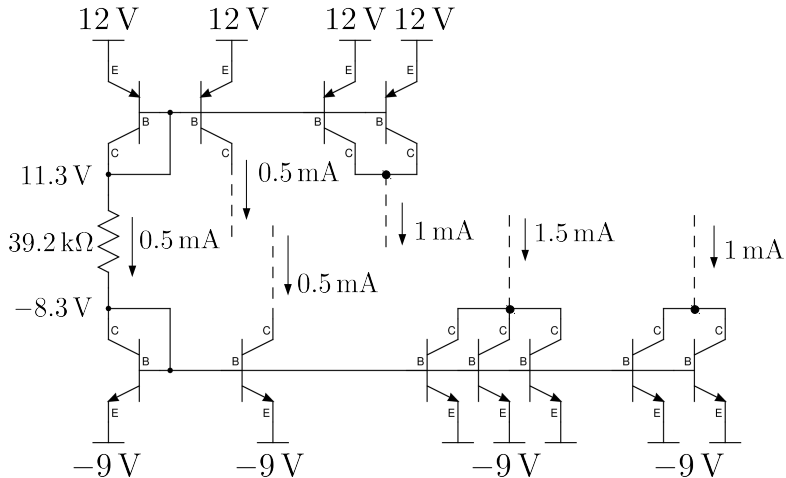 12 V 12 V 12 V 12 V
E E E E
B B B B
C C C C
11.3 V
0.5 mA
39.2 kΩ
0.5 mA
1 mA
1.5 mA
1 mA
0.5 mA
−8.3 V
C C C C C C C
B B B B B B B
E E E E E E E
−9 V −9 V −9 V −9 V